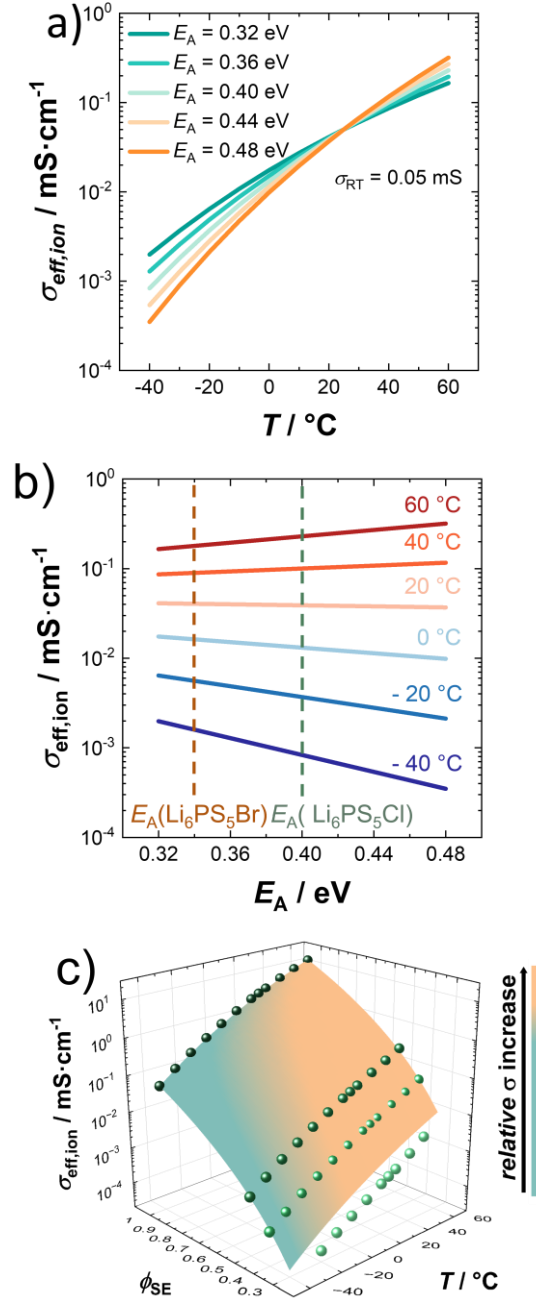 a)
E_A = 0.32 eV
E_A = 0.36 eV
E_A = 0.40 eV
E_A = 0.44 eV
E_A = 0.48 eV
σ_RT = 0.05 mS
σ_eff,ion / mS·cm⁻¹
10⁰
10⁻¹
10⁻²
10⁻³
10⁻⁴
-40 -20 0 20 40 60
T / °C
b)
60 °C
40 °C
20 °C
0 °C
- 20 °C
- 40 °C
E_A(Li₆PS₅Br) E_A( Li₆PS₅Cl)
σ_eff,ion / mS·cm⁻¹
10⁰
10⁻¹
10⁻²
10⁻³
10⁻⁴
0.32 0.36 0.40 0.44 0.48
E_A / eV
c)
σ_eff,ion / mS·cm⁻¹
10¹
10⁰
10⁻¹
10⁻²
10⁻³
10⁻⁴
1 0.9 0.8 0.7 0.6 0.5 0.4 0.3
ϕ_SE
-40 -20 0 20 40 60
T / °C
relative σ increase